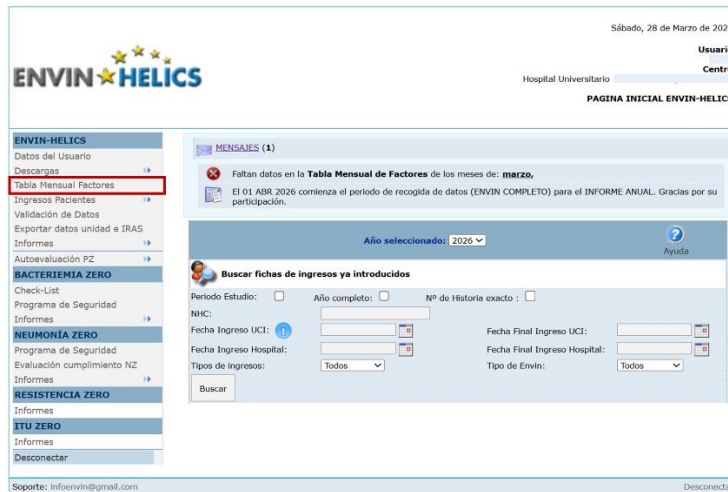 Sábado, 28 de Marzo de 202
Usuari
Centr
Hospital Universitario
PAGINA INICIAL ENVIN-HELIC
ENVIN HELICS
ENVIN-HELICS
Datos del Usuario
Descargas
Tabla Mensual Factores
Ingresos Pacientes
Validación de Datos
Exportar datos unidad e IRAS
Informes
Autoevaluación PZ
BACTERIEMIA ZERO
Check-List
Programa de Seguridad
Informes
NEUMONÍA ZERO
Programa de Seguridad
Evaluación cumplimiento NZ
Informes
RESISTENCIA ZERO
Informes
ITU ZERO
Informes
Desconectar
MENSAJES (1)
Faltan datos en la Tabla Mensual de Factores de los meses de: marzo,
El 01 ABR 2026 comienza el periodo de recogida de datos (ENVIN COMPLETO) para el INFORME ANUAL. Gracias por su
participación.
Año seleccionado: 2026
Ayuda
Buscar fichas de ingresos ya introducidos
Periodo Estudio: Año completo: Nº de Historia exacto :
NHC:
Fecha Ingreso UCI: Fecha Final Ingreso UCI:
Fecha Ingreso Hospital: Fecha Final Ingreso Hospital:
Tipos de ingresos: Todos Tipo de Envin: Todos
Buscar
Soporte: infoenvin@gmail.com Desconecta